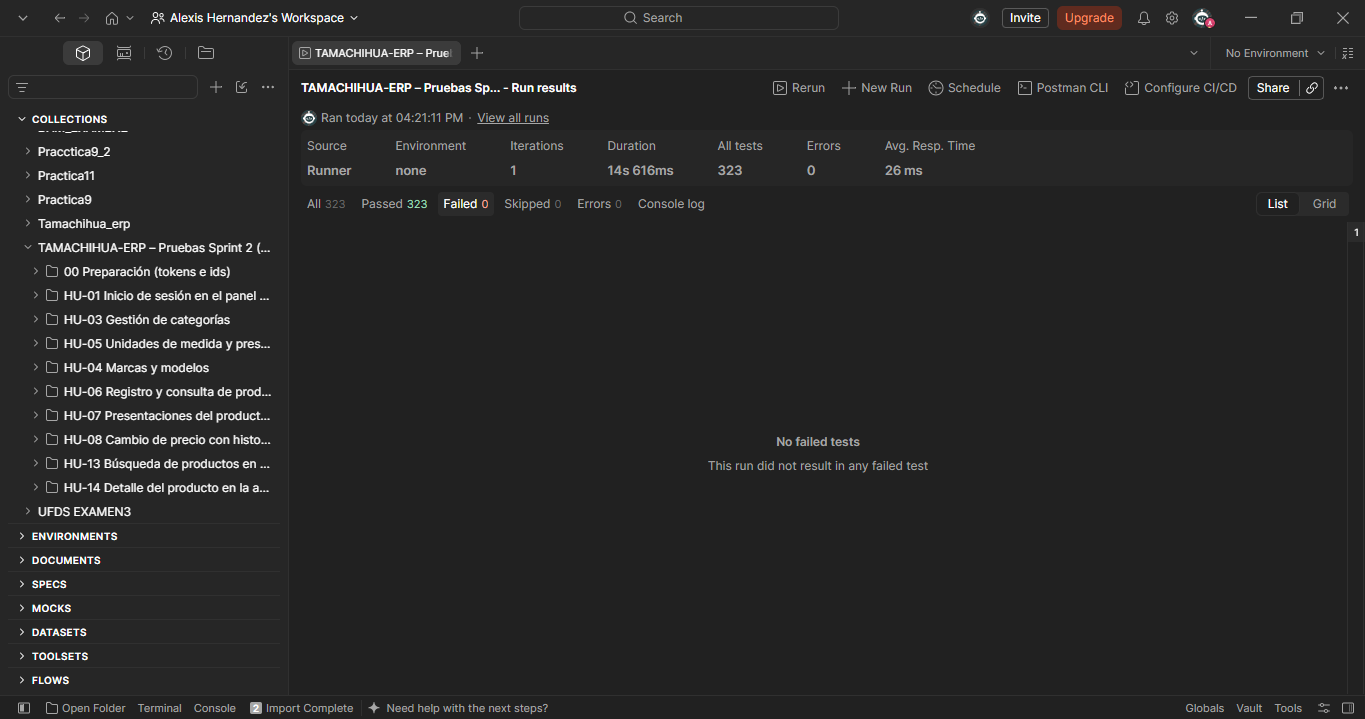 Alexis Hernandez's Workspace
Search
Invite
Upgrade
TAMACHIHUA-ERP – Prue
No Environment
COLLECTIONS
Pracctica9_2
Practica11
Practica9
Tamachihua_erp
TAMACHIHUA-ERP – Pruebas Sprint 2 (...
00 Preparación (tokens e ids)
HU-01 Inicio de sesión en el panel ...
HU-03 Gestión de categorías
HU-05 Unidades de medida y pres...
HU-04 Marcas y modelos
HU-06 Registro y consulta de prod...
HU-07 Presentaciones del product...
HU-08 Cambio de precio con histo...
HU-13 Búsqueda de productos en ...
HU-14 Detalle del producto en la a...
UFDS EXAMEN3
ENVIRONMENTS
DOCUMENTS
SPECS
MOCKS
DATASETS
TOOLSETS
FLOWS
TAMACHIHUA-ERP – Pruebas Sp... - Run results
Rerun
New Run
Schedule
Postman CLI
Configure CI/CD
Share
Ran today at 04:21:11 PM · View all runs
Source Environment Iterations Duration All tests Errors Avg. Resp. Time
Runner none 1 14s 616ms 323 0 26 ms
All 323 Passed 323 Failed 0 Skipped 0 Errors 0 Console log
List Grid
1
No failed tests
This run did not result in any failed test
Open Folder Terminal Console 2 Import Complete Need help with the next steps?
Globals Vault Tools